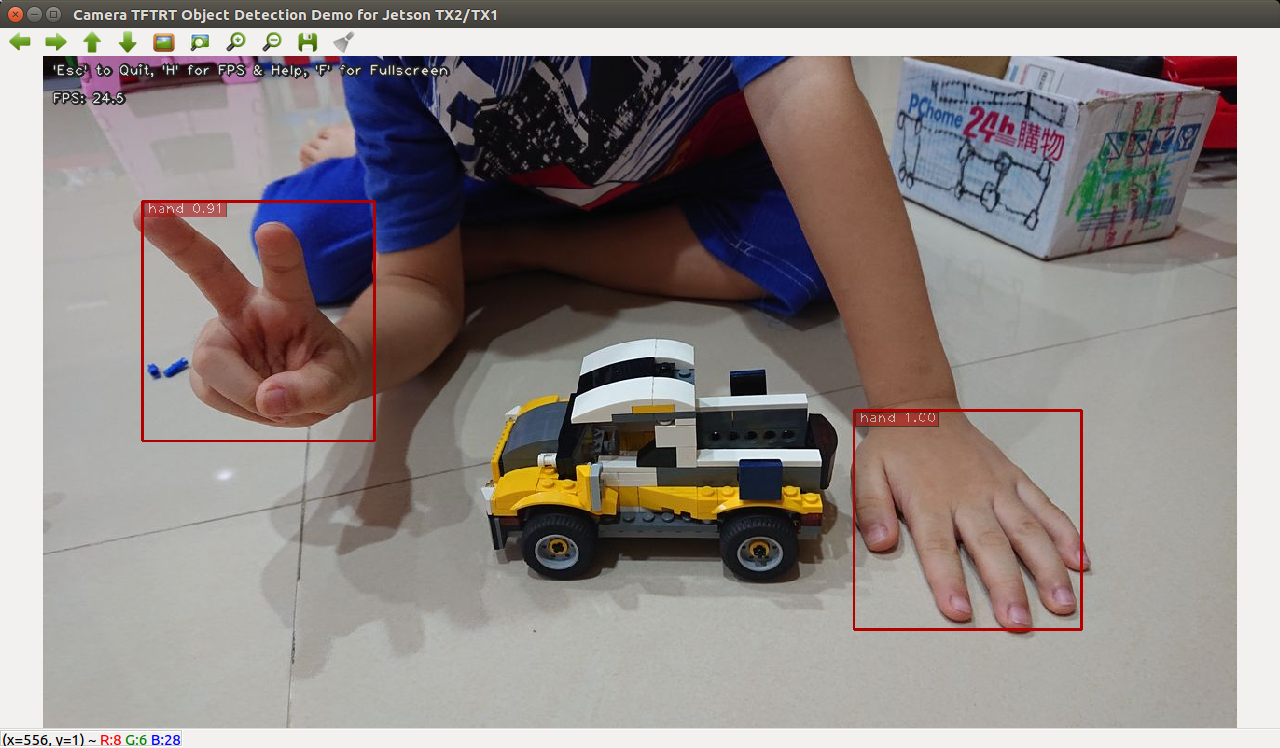 Camera TFTRT Object Detection Demo for Jetson TX2/TX1
'Esc' to Quit, 'H' for FPS & Help, 'F' for Fullscreen
FPS: 24.5
PChome 24h 購物
hand 0.91
hand 1.00
(x=556, y=1) ~ R:8 G:6 B:28